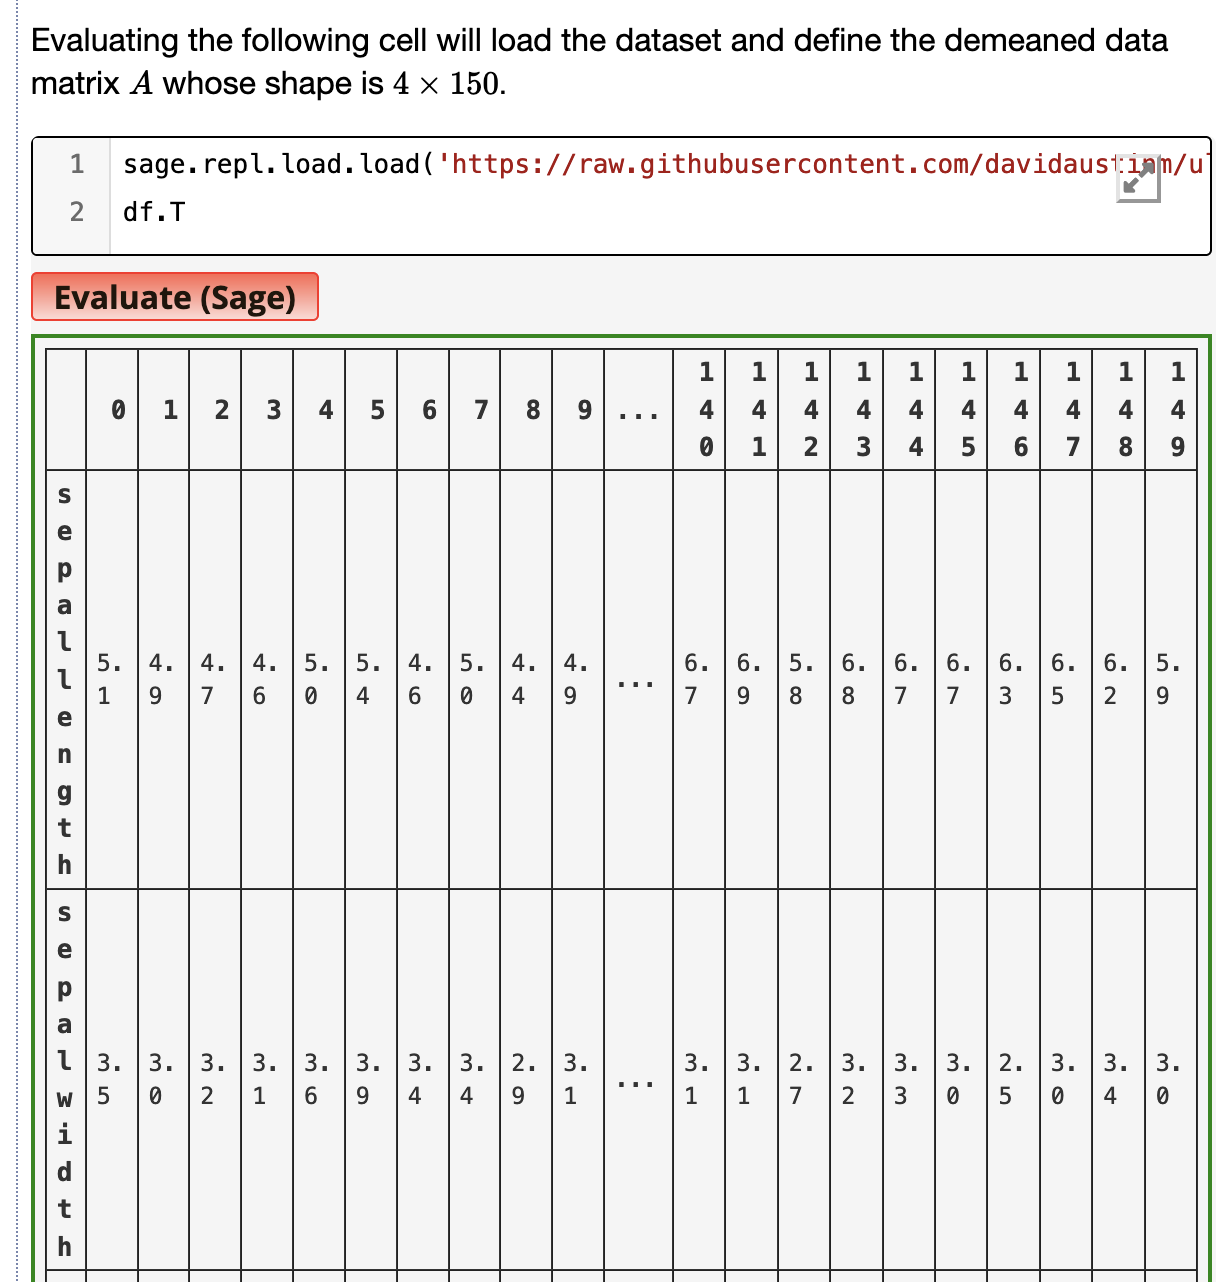 Evaluating the following cell will load the dataset and define the demeaned data
matrix A whose shape is 4 × 150.
1 sage.repl.load.load('https://raw.githubusercontent.com/davidaustinm/ul
2 df.T
Evaluate (Sage)
0 1 2 3 4 5 6 7 8 9 ... 140 141 142 143 144 145 146 147 148 149
sepal length 5.1 4.9 4.7 4.6 5.0 5.4 4.6 5.0 4.4 4.9 ... 6.7 6.9 5.8 6.8 6.7 6.7 6.3 6.5 6.2 5.9
sepal width 3.5 3.0 3.2 3.1 3.6 3.9 3.4 3.4 2.9 3.1 ... 3.1 3.1 2.7 3.2 3.3 3.0 2.5 3.0 3.4 3.0